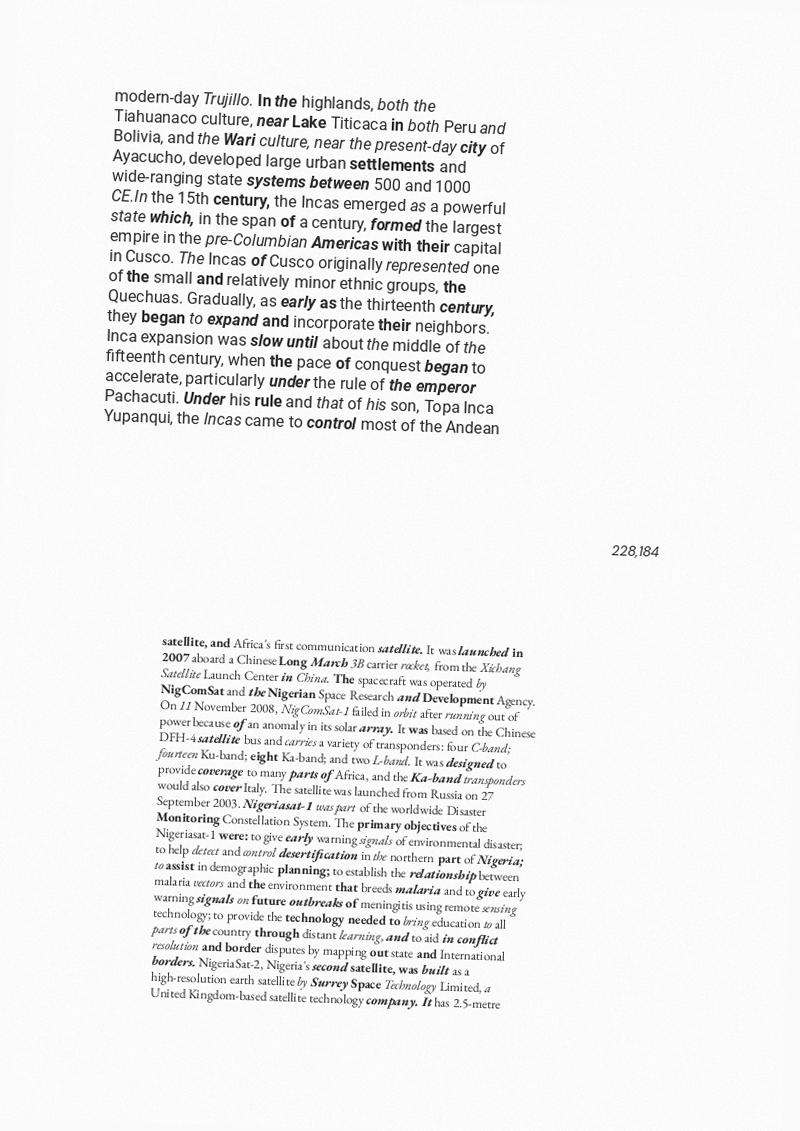 modern-day Trujillo. In the highlands, both the
Tiahuanaco culture, near Lake Titicaca in both Peru and
Bolivia, and the Wari culture, near the present-day city of
Ayacucho, developed large urban settlements and
wide-ranging state systems between 500 and 1000
CE.In the 15th century, the Incas emerged as a powerful
state which, in the span of a century, formed the largest
empire in the pre-Columbian Americas with their capital
in Cusco. The Incas of Cusco originally represented one
of the small and relatively minor ethnic groups, the
Quechuas. Gradually, as early as the thirteenth century,
they began to expand and incorporate their neighbors.
Inca expansion was slow until about the middle of the
fifteenth century, when the pace of conquest began to
accelerate, particularly under the rule of the emperor
Pachacuti. Under his rule and that of his son, Topa Inca
Yupanqui, the Incas came to control most of the Andean
228,184
satellite, and Africa's first communication satellite. It was launched in
2007 aboard a Chinese Long March 3B carrier rocket, from the Xichang
Satellite Launch Center in China. The spacecraft was operated by
NigComSat and the Nigerian Space Research and Development Agency.
On 11 November 2008, NigComSat-1 failed in orbit after running out of
power because of an anomaly in its solar array. It was based on the Chinese
DFH-4 satellite bus and carries a variety of transponders: four C-band;
fourteen Ku-band; eight Ka-band; and two L-band. It was designed to
provide coverage to many parts of Africa, and the Ka-band transponders
would also cover Italy. The satellite was launched from Russia on 27
September 2003. Nigeriasat-1 was part of the worldwide Disaster
Monitoring Constellation System. The primary objectives of the
Nigeriasat-1 were: to give early warning signals of environmental disaster;
to help detect and control desertification in the northern part of Nigeria;
to assist in demographic planning; to establish the relationship between
malaria vectors and the environment that breeds malaria and to give early
warning signals on future outbreaks of meningitis using remote sensing
technology; to provide the technology needed to bring education to all
parts of the country through distant learning, and to aid in conflict
resolution and border disputes by mapping out state and International
borders. NigeriaSat-2, Nigeria's second satellite, was built as a
high-resolution earth satellite by Surrey Space Technology Limited, a
United Kingdom-based satellite technology company. It has 2.5-metre